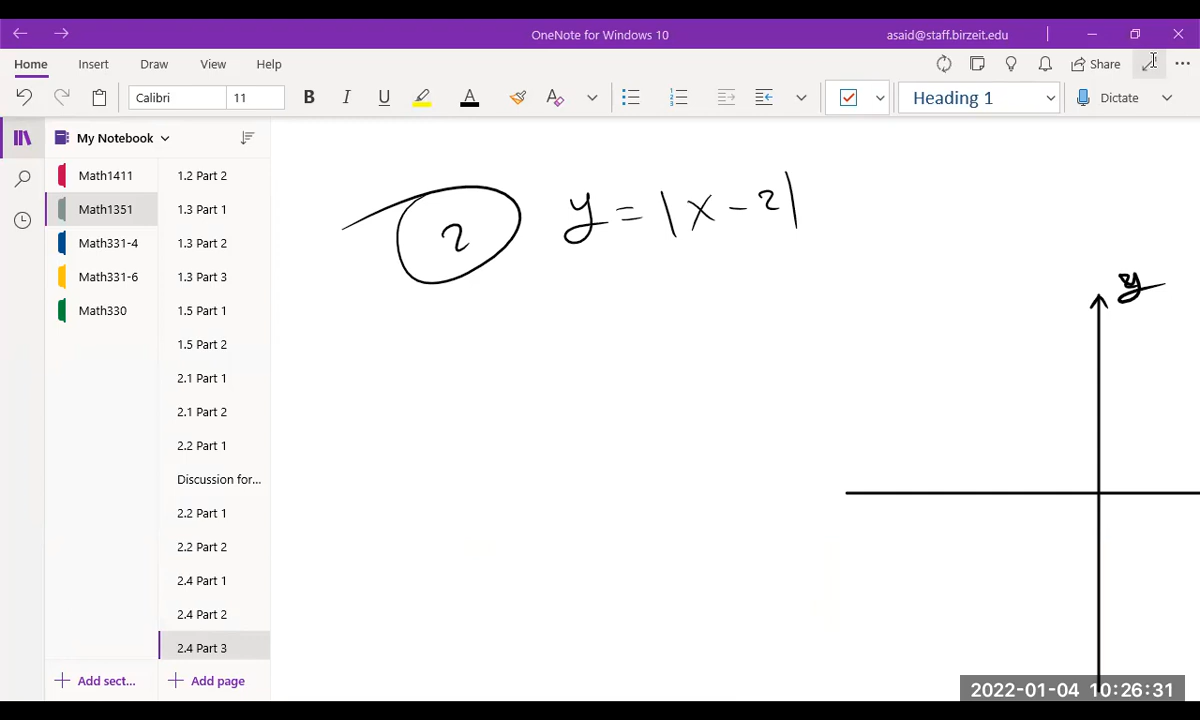 OneNote for Windows 10
asaid@staff.birzeit.edu
Home Insert Draw View Help
Share
Calibri 11 B I U A A Heading 1 Dictate
My Notebook
Math1411
Math1351
Math331-4
Math331-6
Math330
1.2 Part 2
1.3 Part 1
1.3 Part 2
1.3 Part 3
1.5 Part 1
1.5 Part 2
2.1 Part 1
2.1 Part 2
2.2 Part 1
Discussion for...
2.2 Part 1
2.2 Part 2
2.4 Part 1
2.4 Part 2
2.4 Part 3
+ Add sect...
+ Add page
2 y = |x - 2|
y
2022-01-04 10:26:31